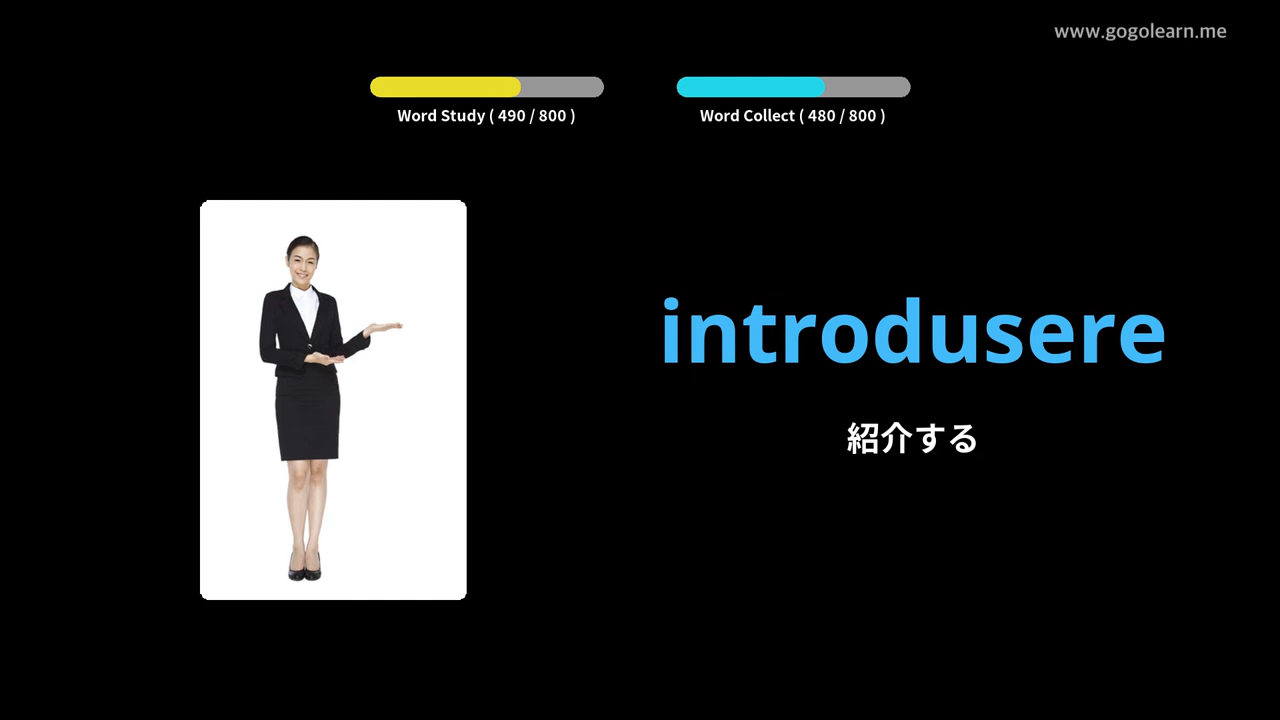 www.gogolearn.me
Word Study ( 490 / 800 )
Word Collect ( 480 / 800 )
introdusere
紹介する